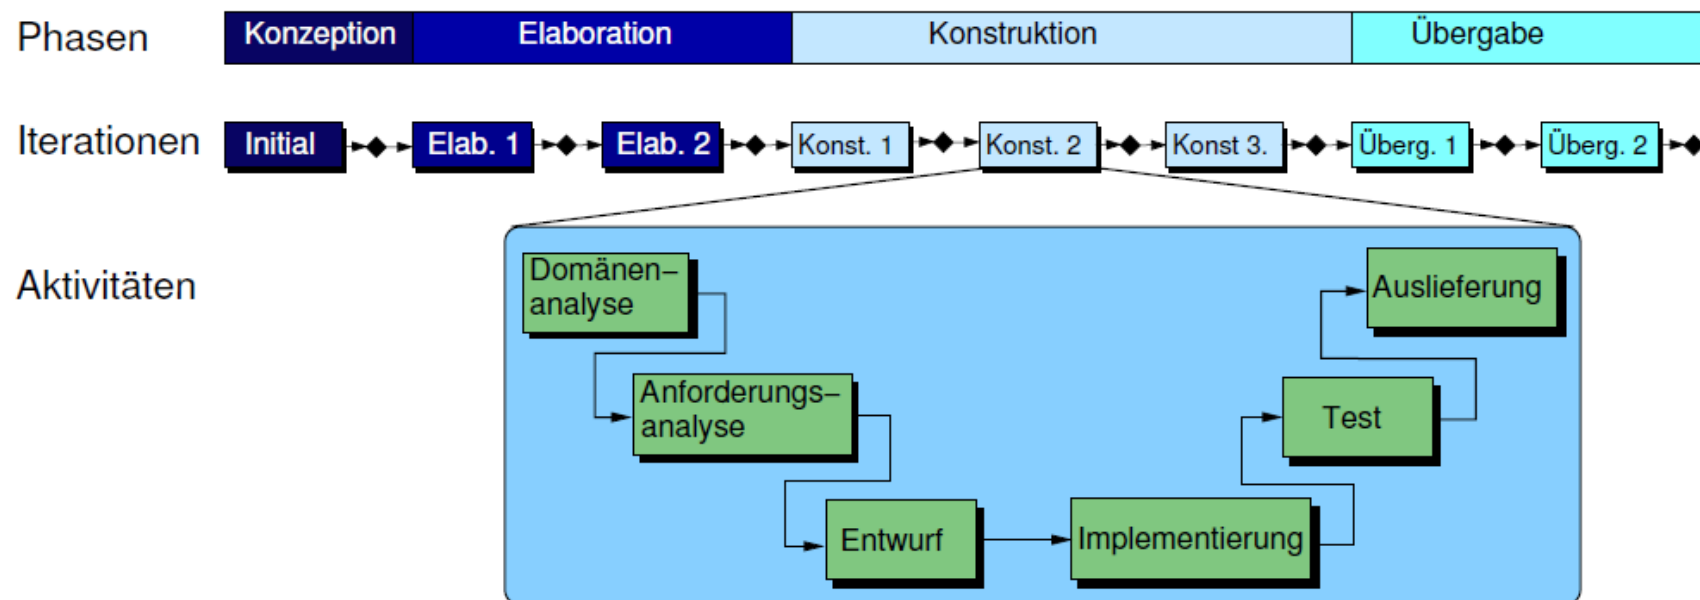 Phasen Konzeption Elaboration Konstruktion Übergabe
Iterationen Initial Elab. 1 Elab. 2 Konst. 1 Konst. 2 Konst 3. Überg. 1 Überg. 2
Aktivitäten
Domänen–
analyse
Anforderungs–
analyse
Entwurf
Implementierung
Test
Auslieferung